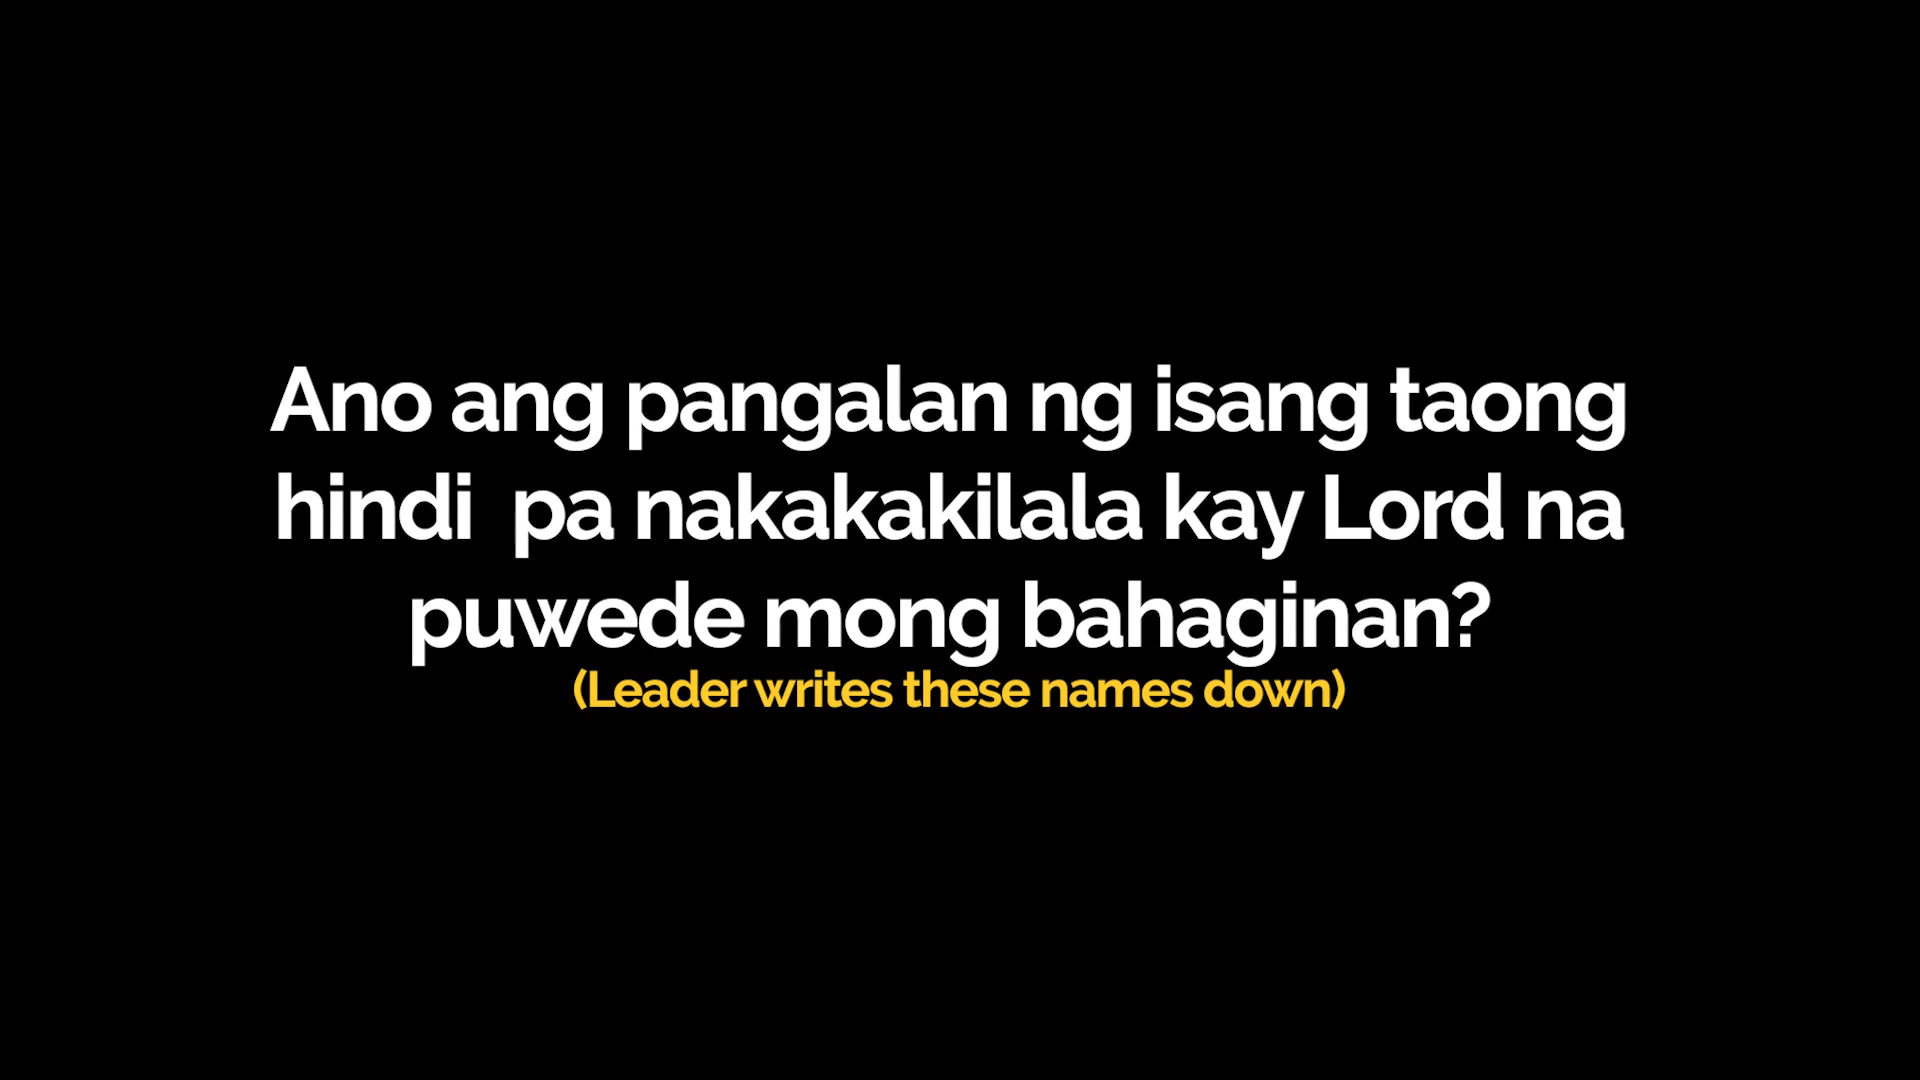 Ano ang pangalan ng isang taong
hindi  pa nakakakilala kay Lord na
puwede mong bahaginan?
(Leader writes these names down)